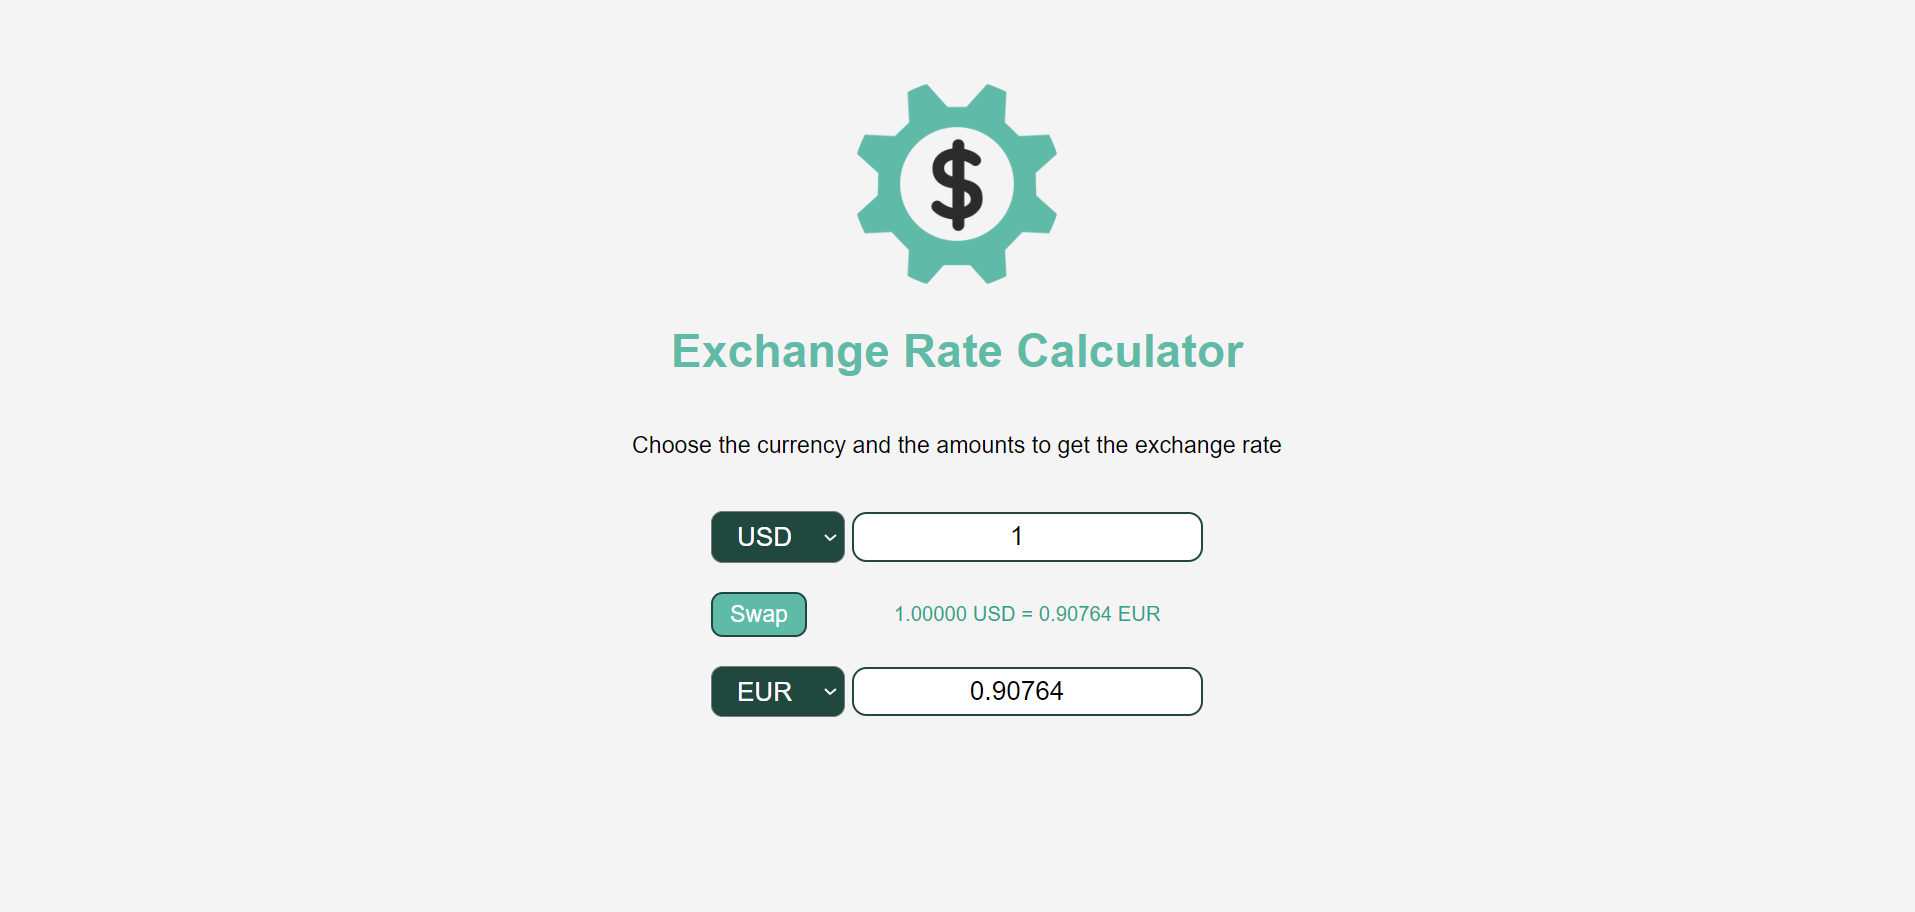 $
Exchange Rate Calculator
Choose the currency and the amounts to get the exchange rate
USD 1
Swap 1.00000 USD = 0.90764 EUR
EUR 0.90764